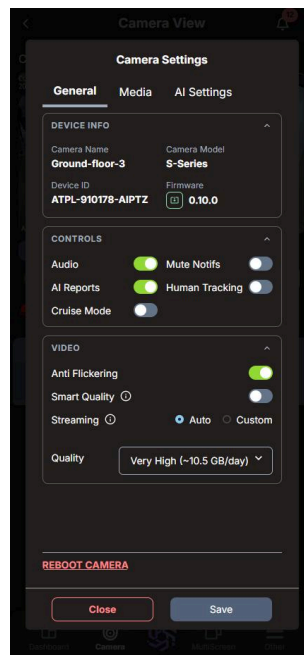 Camera View
Camera Settings
General Media AI Settings
DEVICE INFO
Camera Name Camera Model
Ground-floor-3 S-Series
Device ID Firmware
ATPL-910178-AIPTZ 0.10.0
CONTROLS
Audio Mute Notifs
AI Reports Human Tracking
Cruise Mode
VIDEO
Anti Flickering
Smart Quality
Streaming Auto Custom
Quality Very High (~10.5 GB/day)
REBOOT CAMERA
Close Save